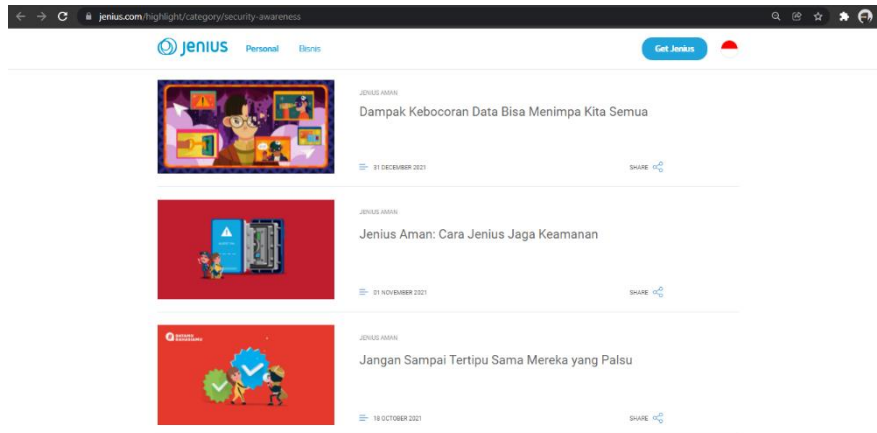 jenius.com/highlight/category/security-awareness
jenius Personal Bisnis Get Jenius
JENIUS AMAN
Dampak Kebocoran Data Bisa Menimpa Kita Semua
31 DECEMBER 2021 SHARE
JENIUS AMAN
Jenius Aman: Cara Jenius Jaga Keamanan
01 NOVEMBER 2021 SHARE
JENIUS AMAN
Jangan Sampai Tertipu Sama Mereka yang Palsu
18 OCTOBER 2021 SHARE